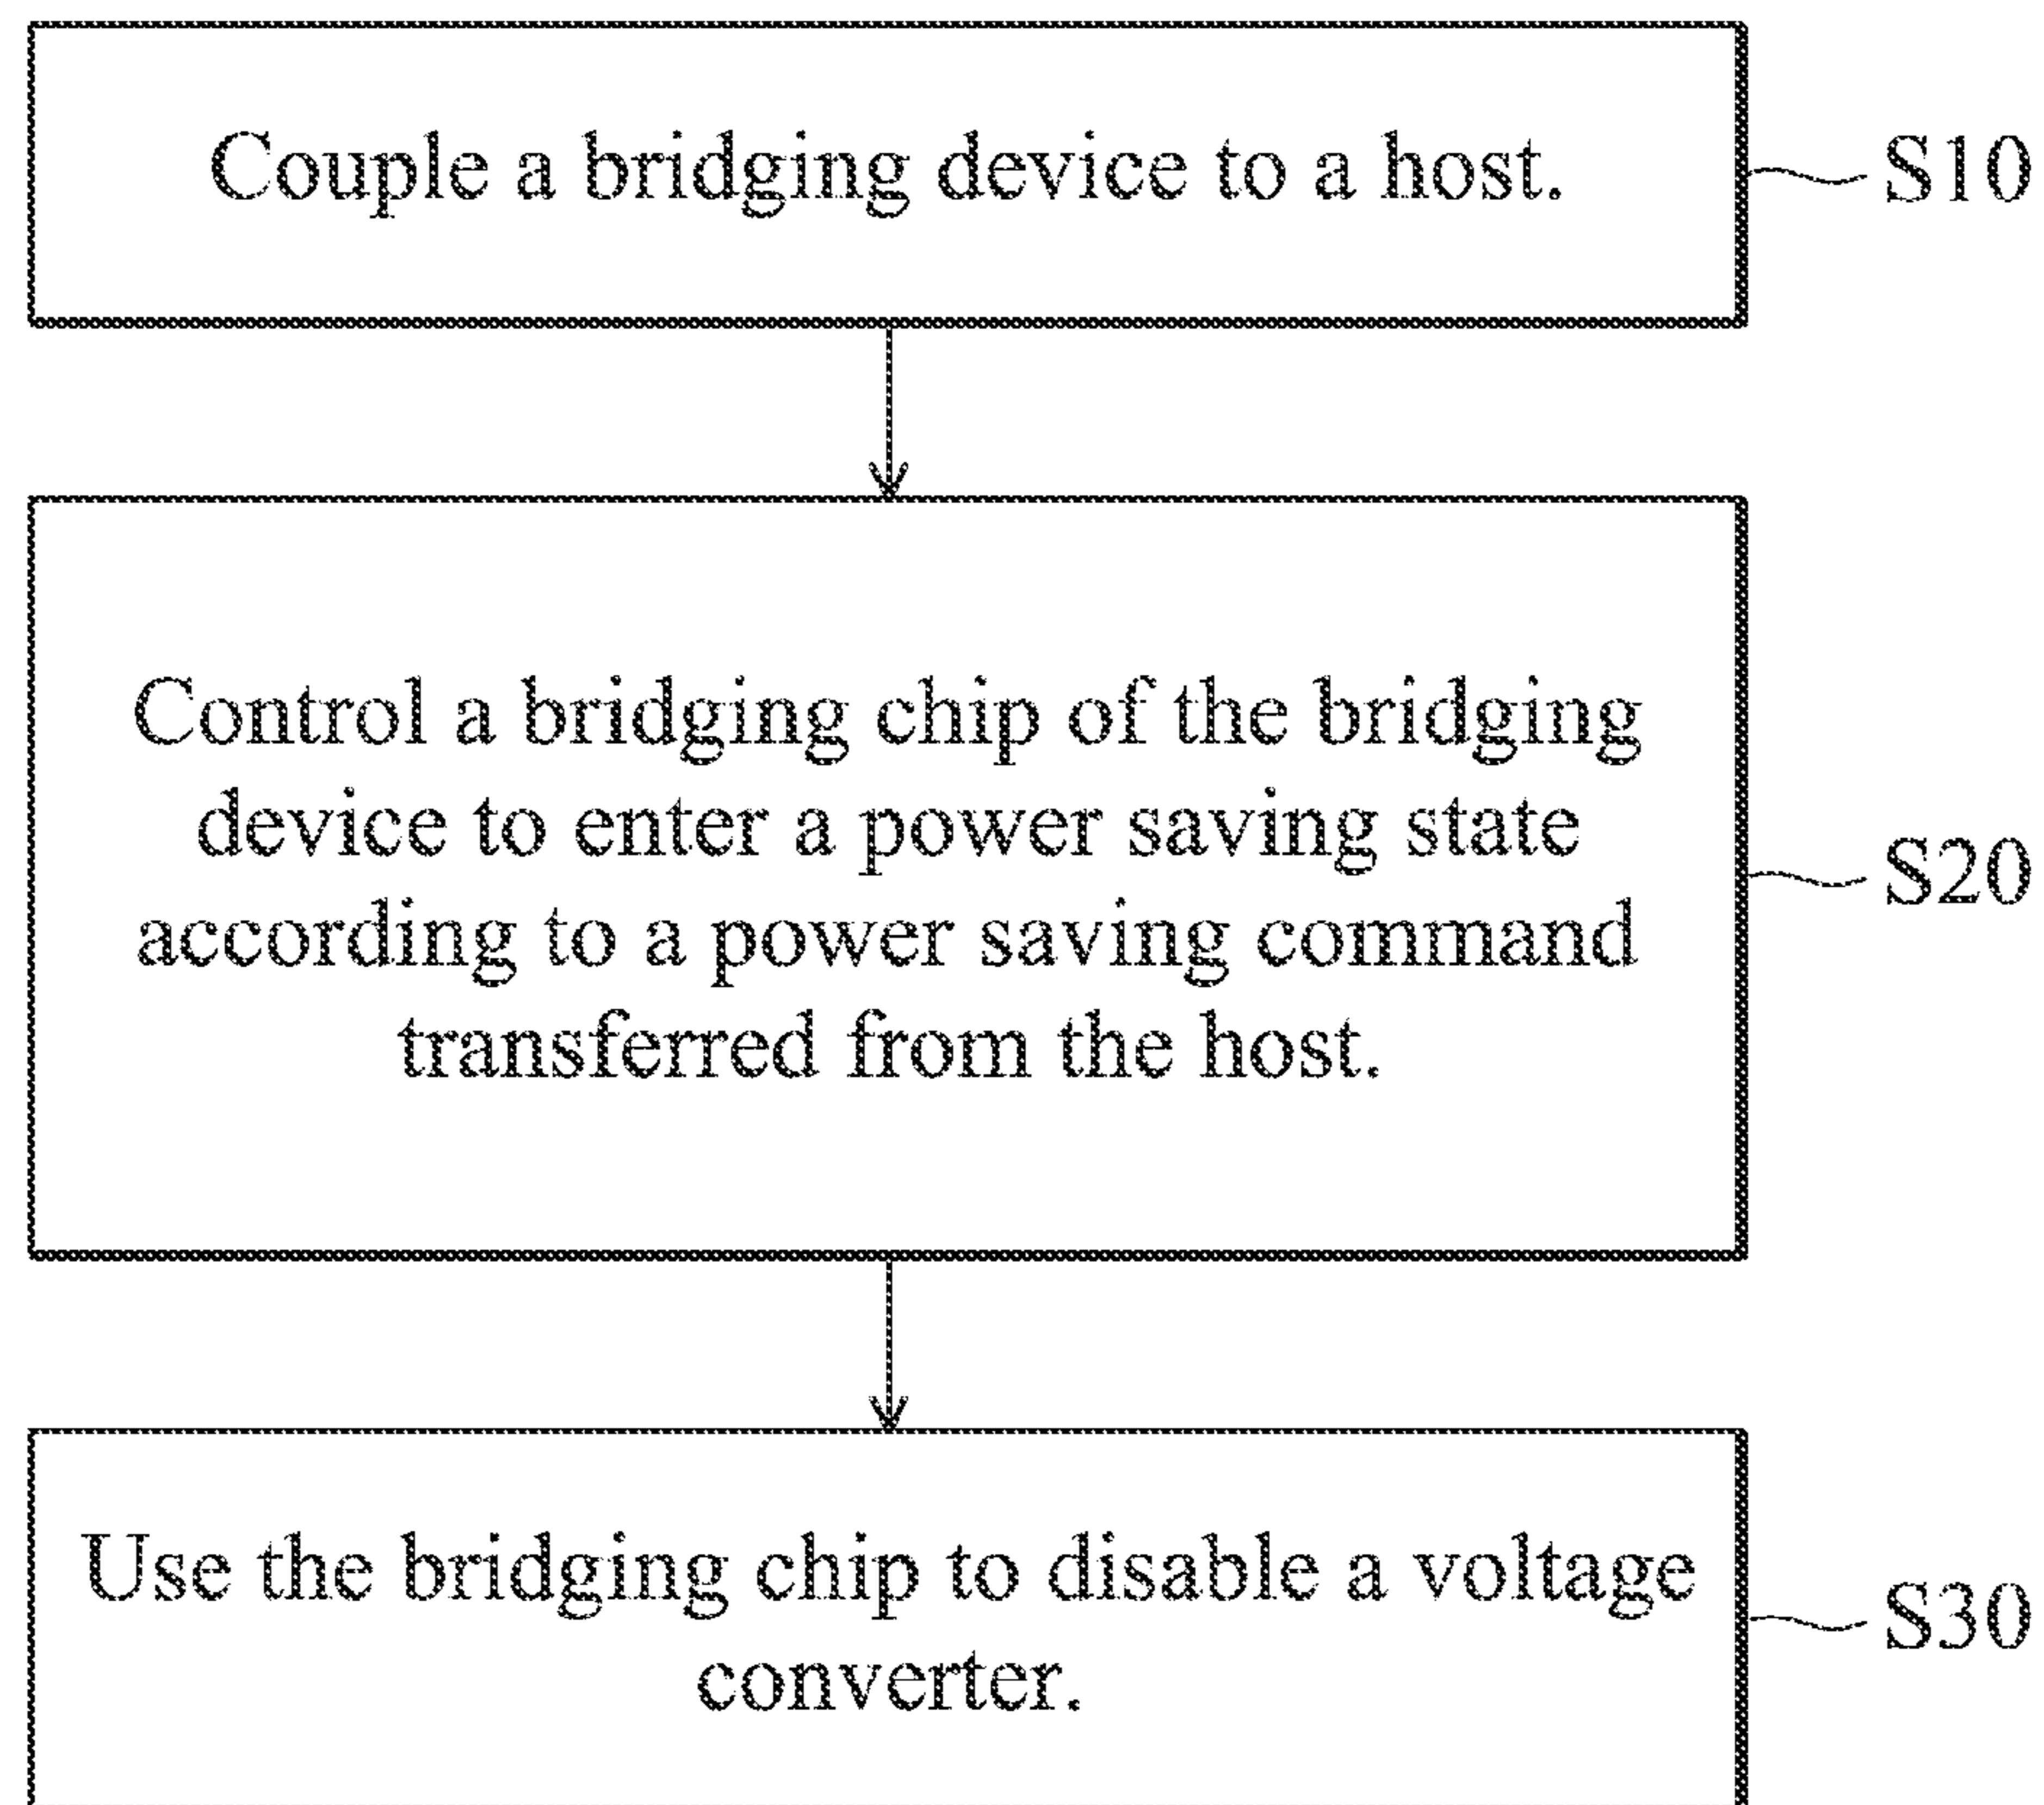 Couple a bridging device to a host.
S10
Control a bridging chip of the bridging
device to enter a power saving state
according to a power saving command
transferred from the host.
S20
Use the bridging chip to disable a voltage
converter.
S30